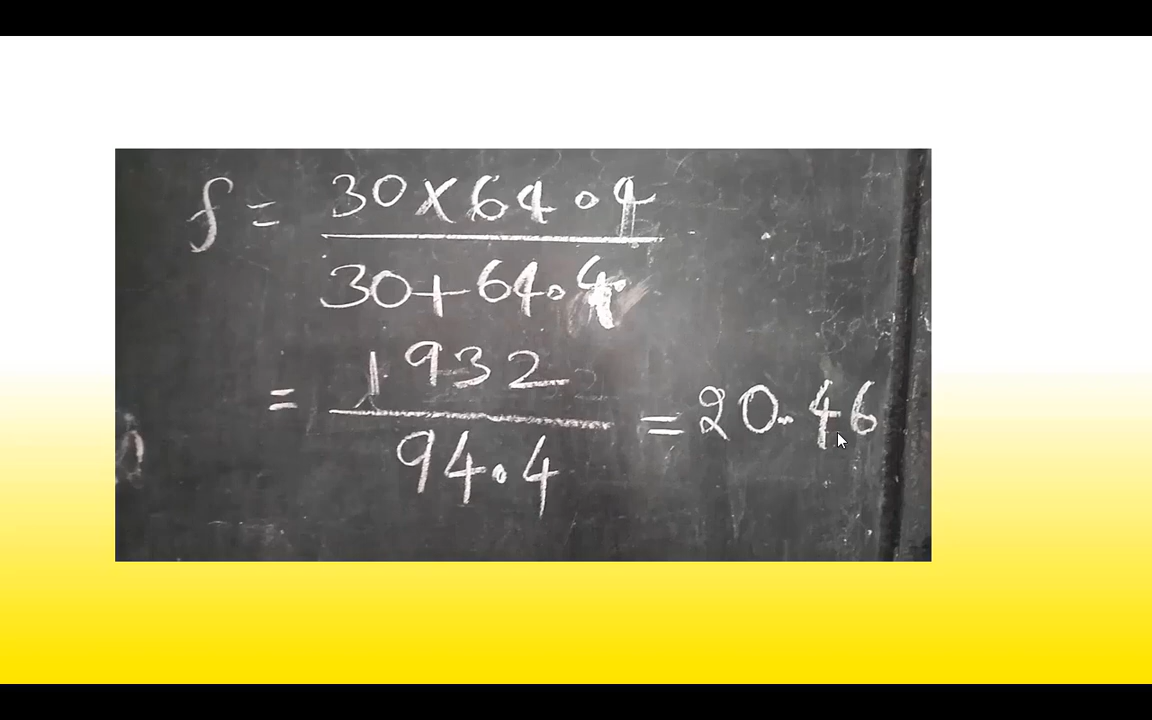 f = 30 × 64.4
30 + 64.4
= 1932
94.4 = 20.46